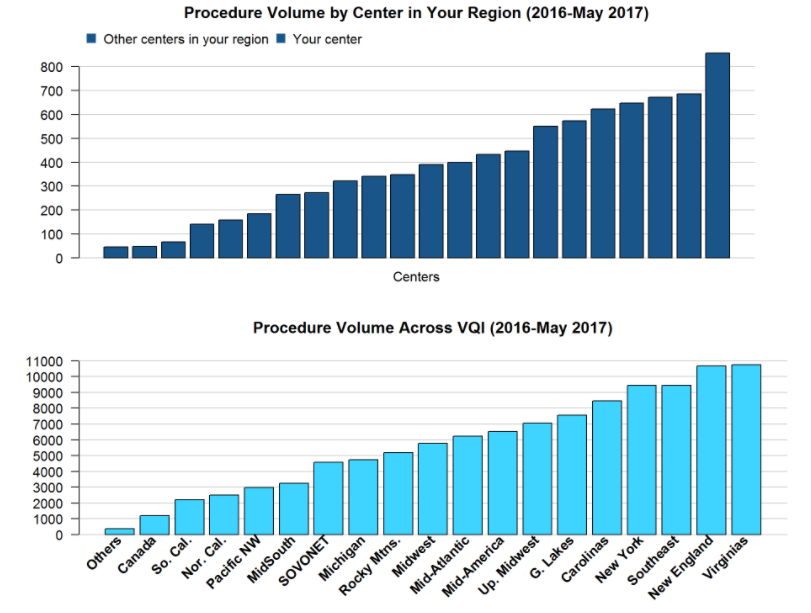 Procedure Volume by Center in Your Region (2016-May 2017)
Other centers in your region Your center
800
700
600
500
400
300
200
100
0
Centers
Procedure Volume Across VQI (2016-May 2017)
11000
10000
9000
8000
7000
6000
5000
4000
3000
2000
1000
0
Others
Canada
So. Cal.
Nor. Cal.
Pacific NW
MidSouth
SOVONET
Michigan
Rocky Mtns.
Midwest
Mid-Atlantic
Mid-America
Up. Midwest
G. Lakes
Carolinas
New York
Southeast
New England
Virginias